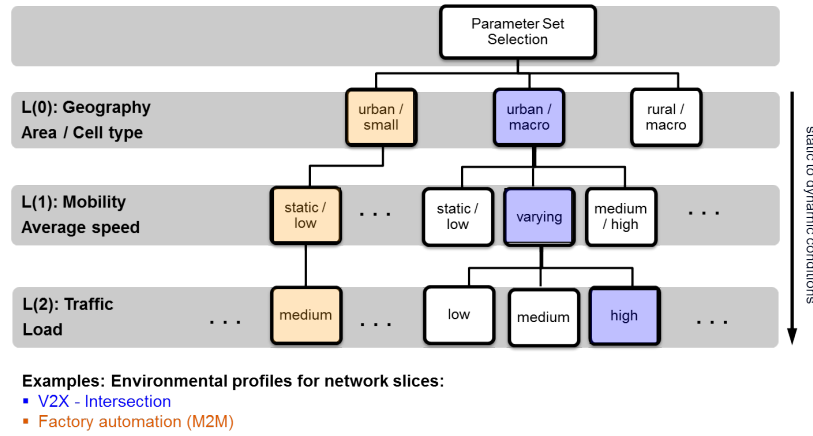 Parameter Set
Selection
L(0): Geography
Area / Cell type
urban /
small
urban /
macro
rural /
macro
L(1): Mobility
Average speed
static /
low
. . .
static /
low
varying
medium
/ high
. . .
L(2): Traffic
Load
. . .
medium
. . .
low
medium
high
. . .
static to dynamic conditions
Examples: Environmental profiles for network slices:
▪ V2X - Intersection
▪ Factory automation (M2M)